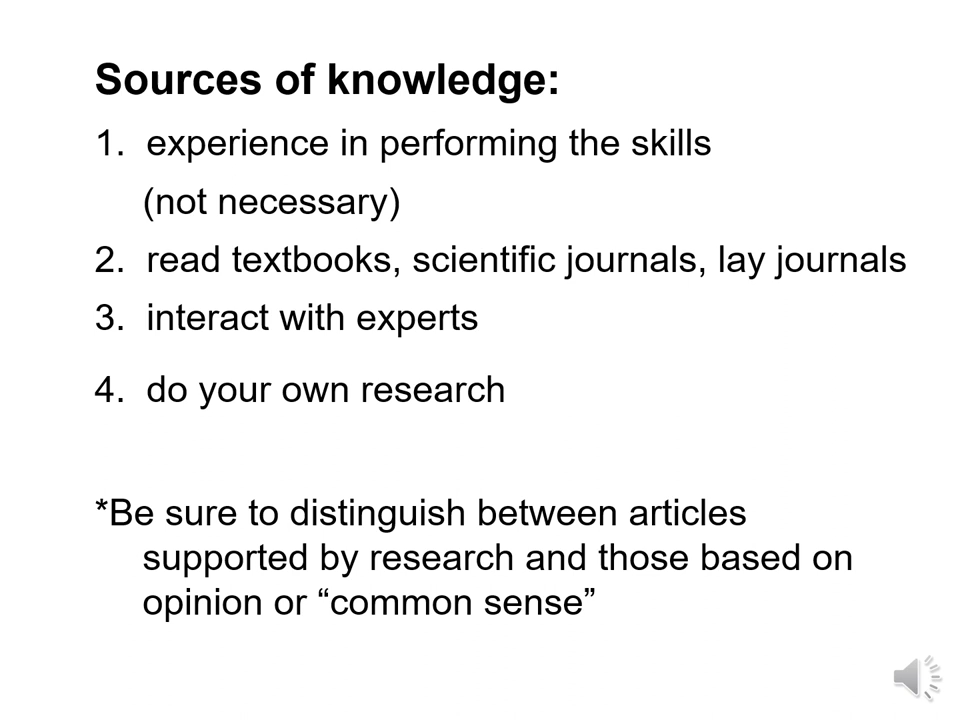 Sources of knowledge:
1. experience in performing the skills
(not necessary)
2. read textbooks, scientific journals, lay journals
3. interact with experts
4. do your own research
*Be sure to distinguish between articles
supported by research and those based on
opinion or “common sense”